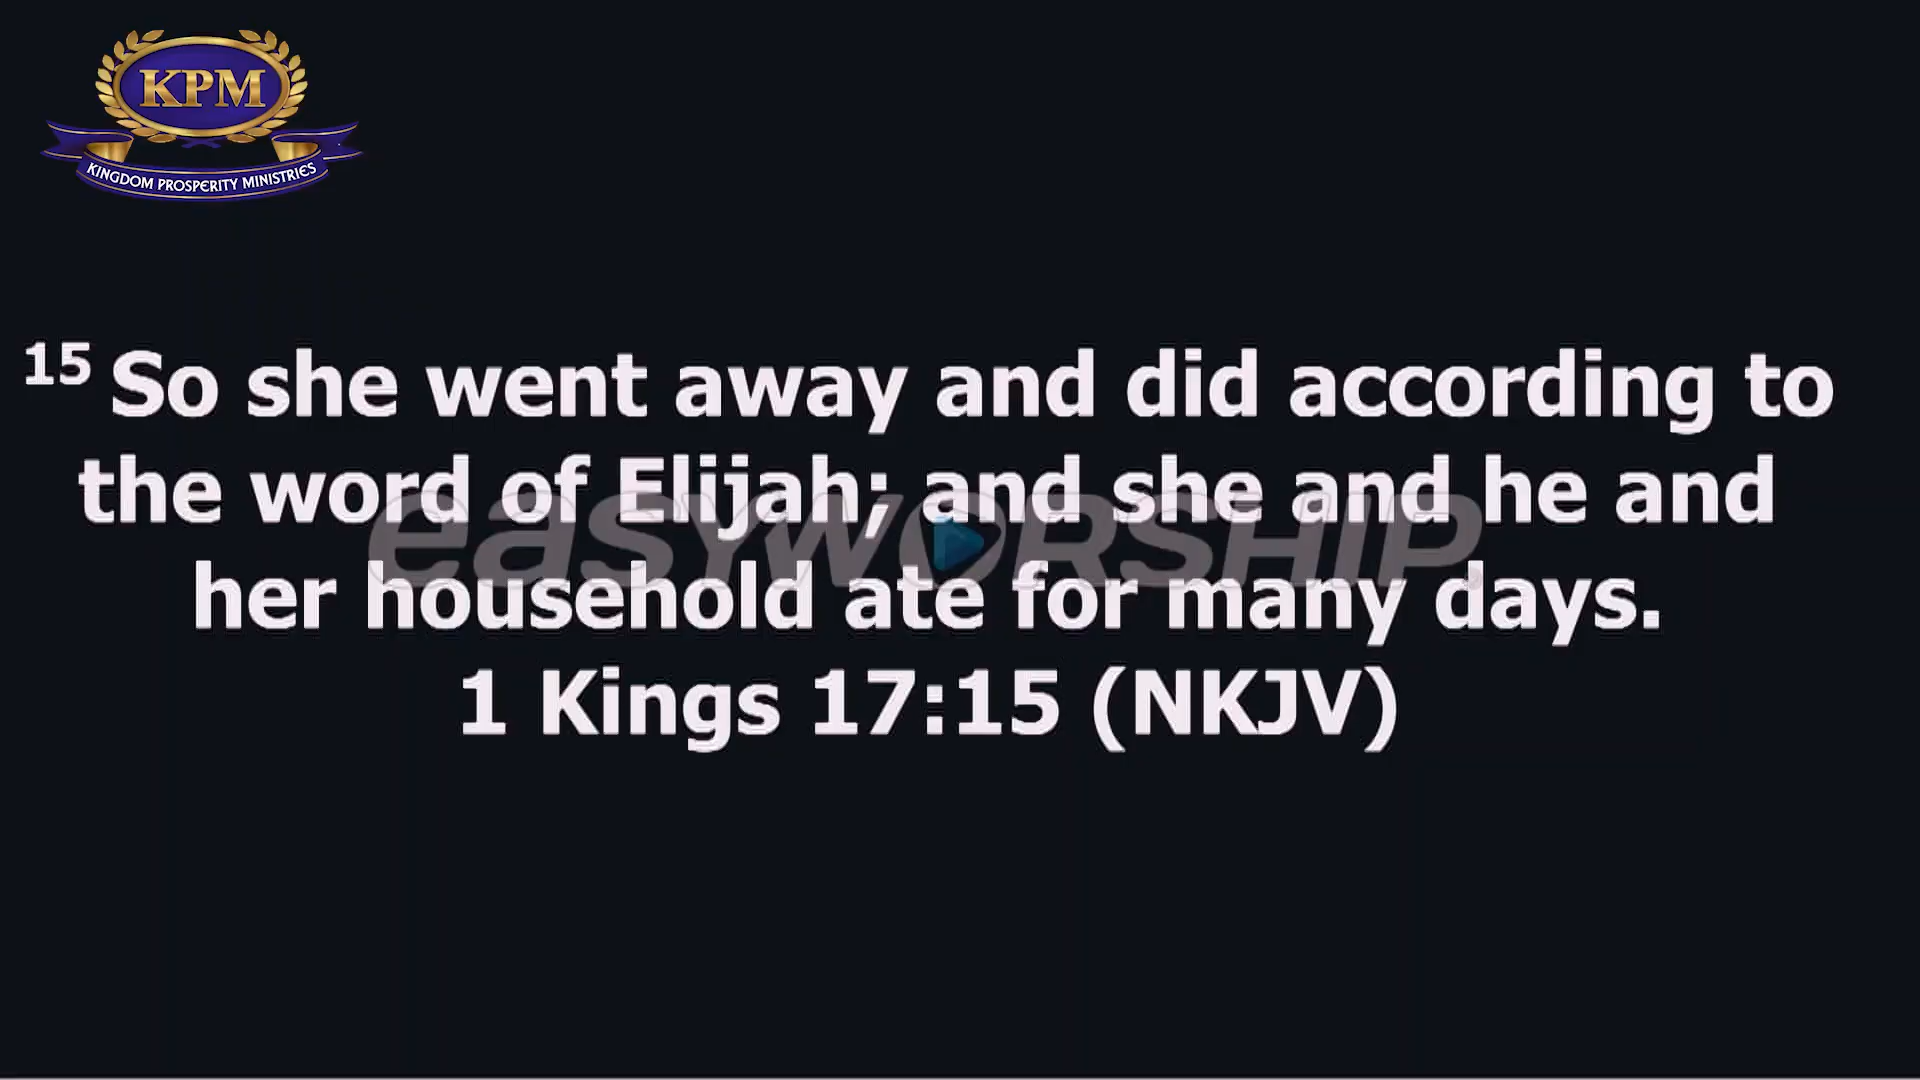 KPM
KINGDOM PROSPERITY MINISTRIES
15 So she went away and did according to
the word of Elijah; and she and he and
her household ate for many days.
1 Kings 17:15 (NKJV)
easyWORSHIP